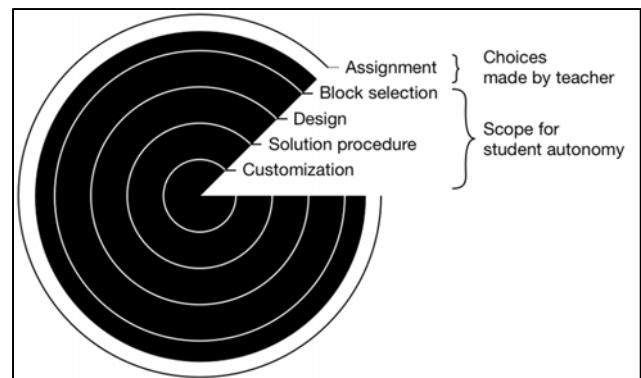 Assignment
Choices
made by teacher
Block selection
Design
Solution procedure
Customization
Scope for
student autonomy